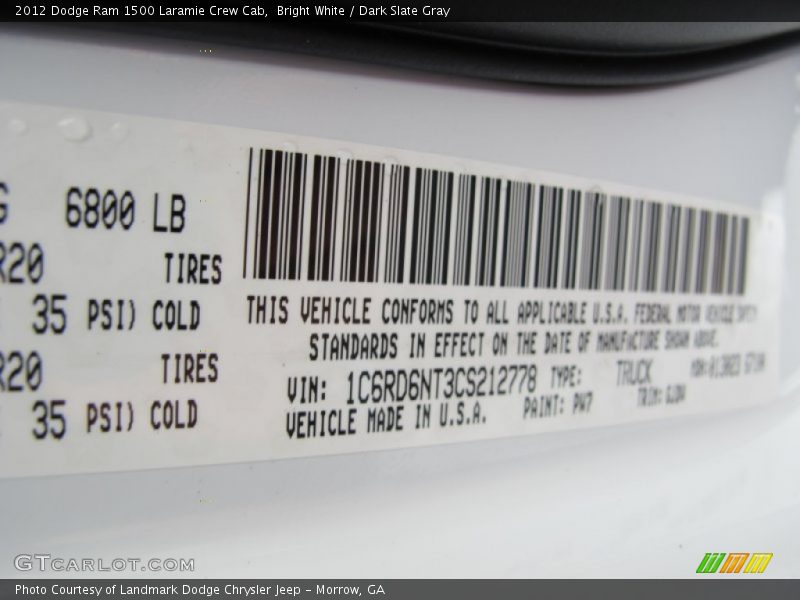 2012 Dodge Ram 1500 Laramie Crew Cab,  Bright White / Dark Slate Gray
G 6800 LB
R20 TIRES
35 PSI) COLD
R20 TIRES
35 PSI) COLD
THIS VEHICLE CONFORMS TO ALL APPLICABLE U.S.A. FEDERAL MOTOR VEHICLE SAFETY
STANDARDS IN EFFECT ON THE DATE OF MANUFACTURE SHOWN ABOVE.
VIN: 1C6RD6NT3CS212778 TYPE: TRUCK
VEHICLE MADE IN U.S.A. PAINT: PW7 TRIM:
GTCARLOT.COM
Photo Courtesy of Landmark Dodge Chrysler Jeep - Morrow, GA